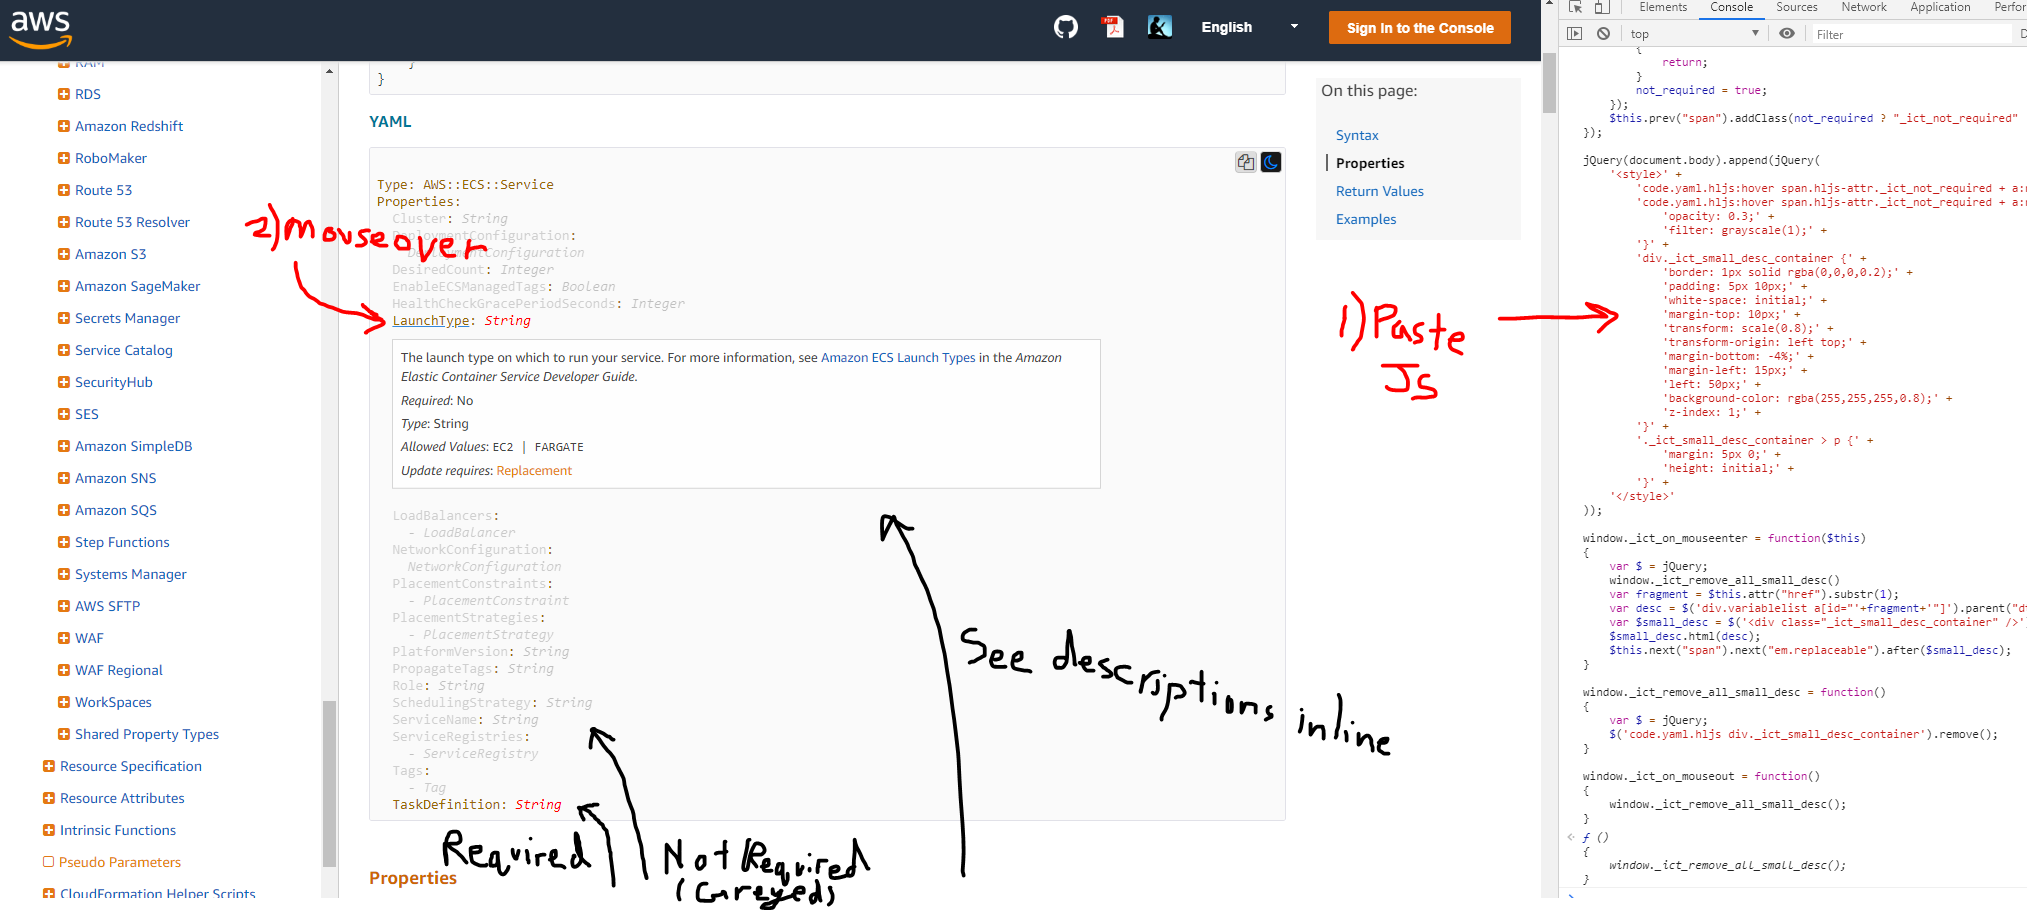 aws
English
Sign In to the Console
RAM
RDS
Amazon Redshift
RoboMaker
Route 53
Route 53 Resolver
Amazon S3
Amazon SageMaker
Secrets Manager
Service Catalog
SecurityHub
SES
Amazon SimpleDB
Amazon SNS
Amazon SQS
Step Functions
Systems Manager
AWS SFTP
WAF
WAF Regional
WorkSpaces
Shared Property Types
Resource Specification
Resource Attributes
Intrinsic Functions
Pseudo Parameters
CloudFormation Helper Scripts
}
}
YAML
Type: AWS::ECS::Service
Properties:
Cluster: String
DeploymentConfiguration:
DeploymentConfiguration
DesiredCount: Integer
EnableECSManagedTags: Boolean
HealthCheckGracePeriodSeconds: Integer
LaunchType: String
The launch type on which to run your service. For more information, see Amazon ECS Launch Types in the Amazon
Elastic Container Service Developer Guide.
Required: No
Type: String
Allowed Values: EC2 | FARGATE
Update requires: Replacement
LoadBalancers:
- LoadBalancer
NetworkConfiguration:
NetworkConfiguration
PlacementConstraints:
- PlacementConstraint
PlacementStrategies:
- PlacementStrategy
PlatformVersion: String
PropagateTags: String
Role: String
SchedulingStrategy: String
ServiceName: String
ServiceRegistries:
- ServiceRegistry
Tags:
- Tag
TaskDefinition: String
Properties
2) mouseover
Required
Not Required
(Greyed)
See descriptions inline
On this page:
Syntax
Properties
Return Values
Examples
1) Paste
JS
Elements Console Sources Network Application Perfor
top Filter D
{
return;
}
not_required = true;
});
$this.prev("span").addClass(not_required ? "_ict_not_required"
});
jQuery(document.body).append(jQuery(
'<style>' +
'code.yaml.hljs:hover span.hljs-attr._ict_not_required + a:n
'code.yaml.hljs:hover span.hljs-attr._ict_not_required + a:n
'opacity: 0.3;' +
'filter: grayscale(1);' +
'}' +
'div._ict_small_desc_container {' +
'border: 1px solid rgba(0,0,0,0.2);' +
'padding: 5px 10px;' +
'white-space: initial;' +
'margin-top: 10px;' +
'transform: scale(0.8);' +
'transform-origin: left top;' +
'margin-bottom: -4%;' +
'margin-left: 15px;' +
'left: 50px;' +
'background-color: rgba(255,255,255,0.8);' +
'z-index: 1;' +
'}' +
'._ict_small_desc_container > p {' +
'margin: 5px 0;' +
'height: initial;' +
'}' +
'</style>'
));
window._ict_on_mouseenter = function($this)
{
var $ = jQuery;
window._ict_remove_all_small_desc()
var fragment = $this.attr("href").substr(1);
var desc = $('div.variablelist a[id="'+fragment+'"]').parent("dt
var $small_desc = $('<div class="_ict_small_desc_container" />'
$small_desc.html(desc);
$this.next("span").next("em.replaceable").after($small_desc);
}
window._ict_remove_all_small_desc = function()
{
var $ = jQuery;
$('code.yaml.hljs div._ict_small_desc_container').remove();
}
window._ict_on_mouseout = function()
{
window._ict_remove_all_small_desc();
}
ƒ ()
{
window._ict_remove_all_small_desc();
}